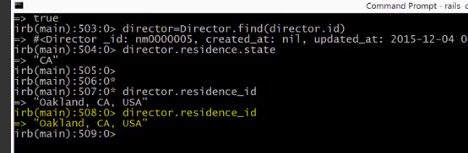 Command Prompt - rails c
=> true
irb(main):503:0> director=Director.find(director.id)
=> #<Director _id: nm0000005, created_at: nil, updated_at: 2015-12-04 0
irb(main):504:0> director.residence.state
=> "CA"
irb(main):505:0>
irb(main):506:0*
irb(main):507:0* director.residence_id
=> "Oakland, CA, USA"
irb(main):508:0> director.residence_id
=> "Oakland, CA, USA"
irb(main):509:0>